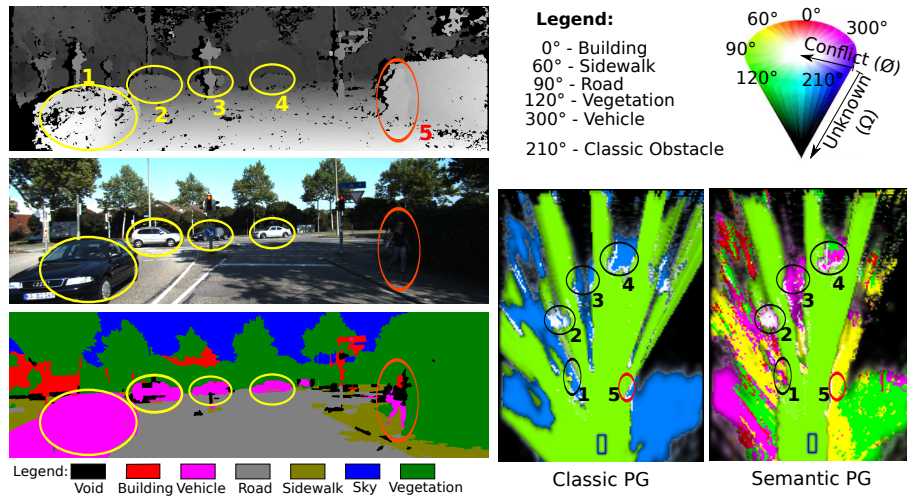 1
2
3
4
5
Legend:
Void
Building
Vehicle
Road
Sidewalk
Sky
Vegetation
Legend:
0° - Building
60° - Sidewalk
90° - Road
120° - Vegetation
300° - Vehicle
210° - Classic Obstacle
0°
60°
300°
90°
Conflict (Ø)
120°
210°
Unknown
(Ω)
4
3
2
1
5
Classic PG
4
3
2
1
5
Semantic PG